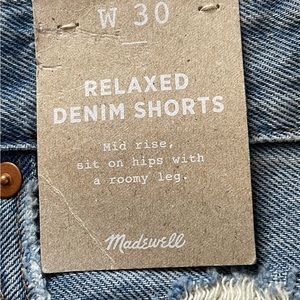 W 30
RELAXED
DENIM SHORTS
Mid rise,
sit on hips with
a roomy leg.
Madewell